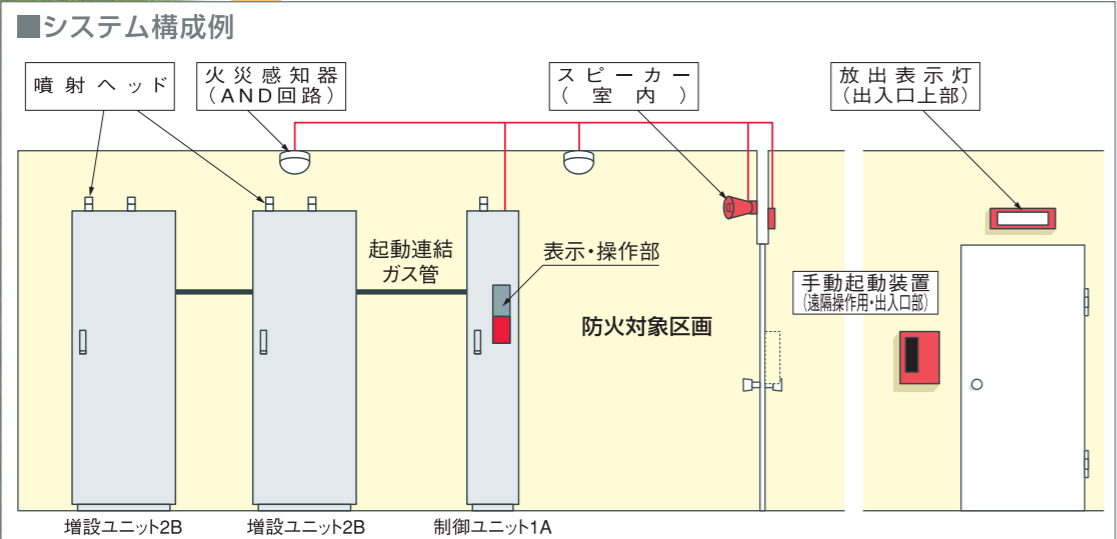 ■システム構成例
噴射ヘッド
火災感知器
（AND回路）
スピーカー
（室内）
放出表示灯
（出入口上部）
起動連結
ガス管
表示・操作部
防火対象区画
手動起動装置
（遠隔操作用・出入口部）
増設ユニット2B
増設ユニット2B
制御ユニット1A